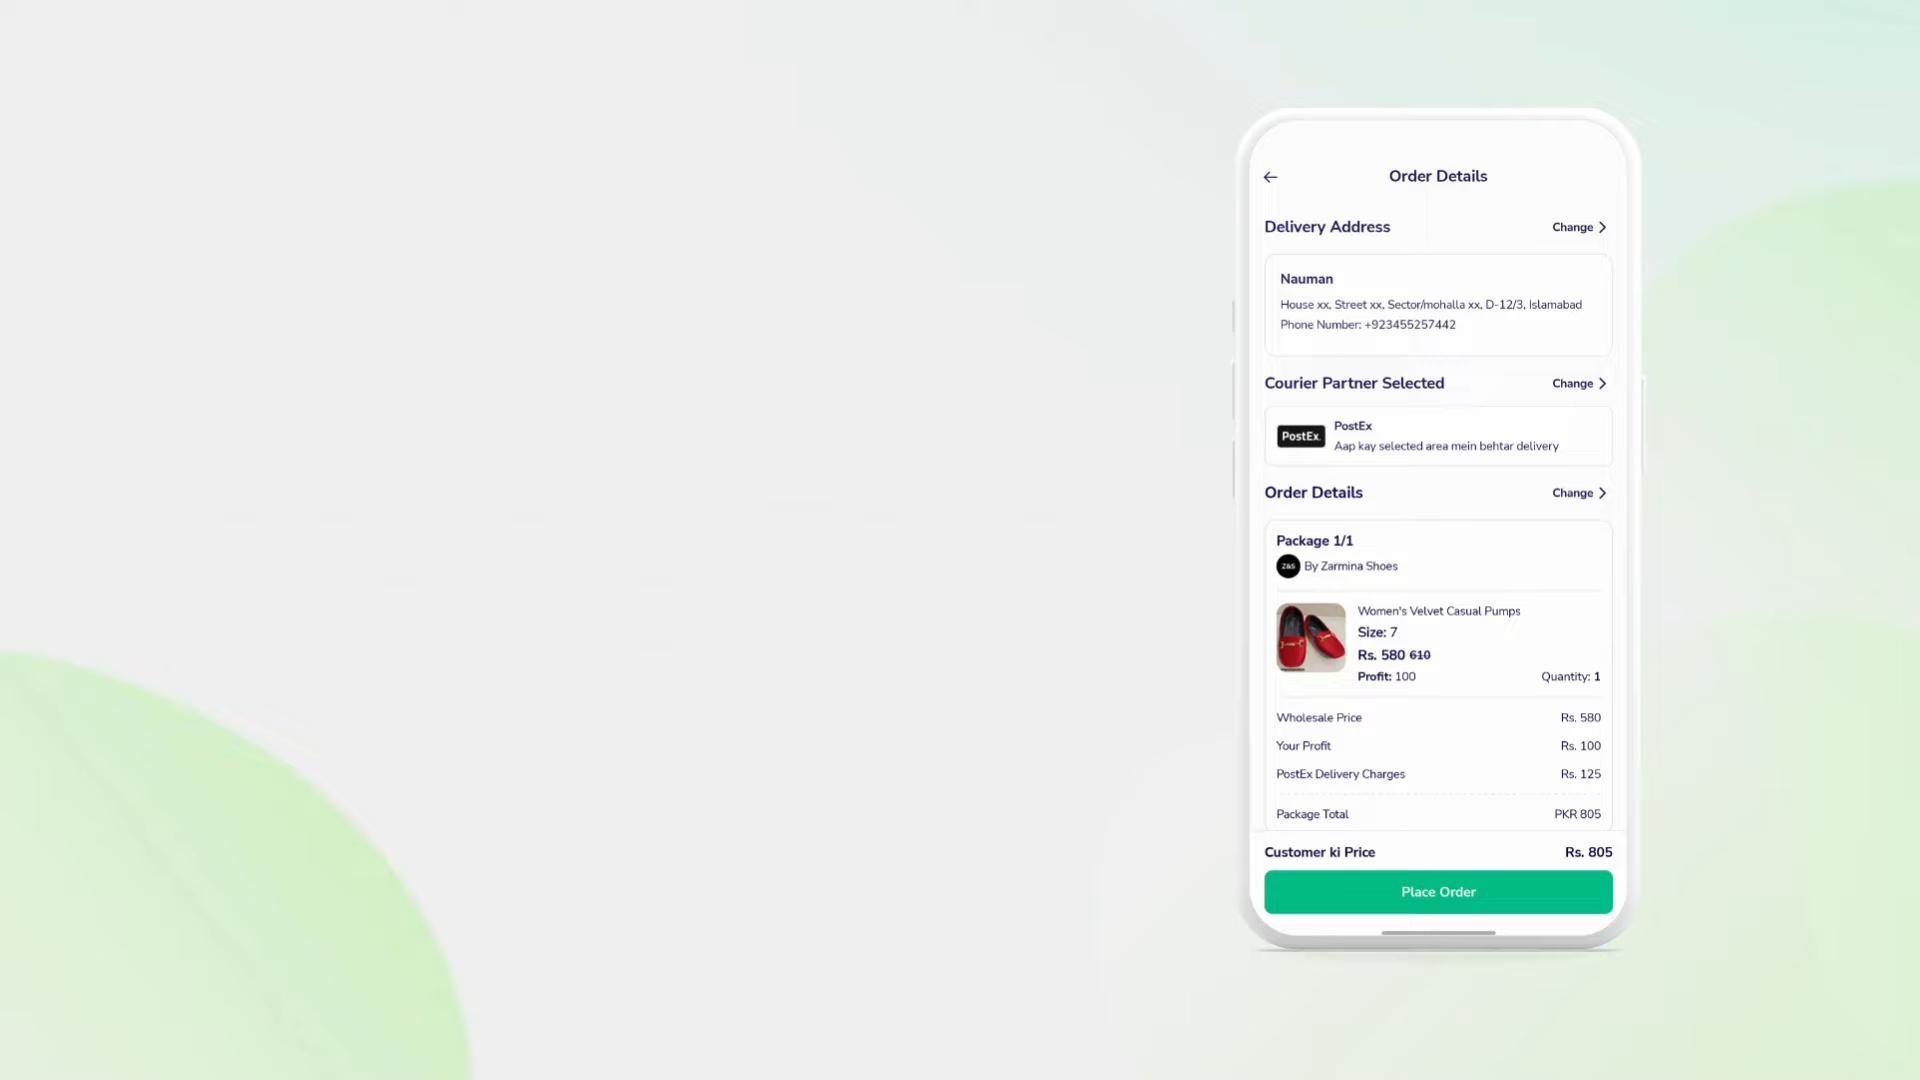 Order Details
Delivery Address Change
Nauman
House xx, Street xx, Sector/mohalla xx, D-12/3, Islamabad
Phone Number: +923455257442
Courier Partner Selected Change
PostEx.
PostEx
Aap kay selected area mein behtar delivery
Order Details Change
Package 1/1
Z&S By Zarmina Shoes
Women's Velvet Casual Pumps
Size: 7
Rs. 580 610
Profit: 100 Quantity: 1
Wholesale Price Rs. 580
Your Profit Rs. 100
PostEx Delivery Charges Rs. 125
Package Total PKR 805
Customer ki Price Rs. 805
Place Order